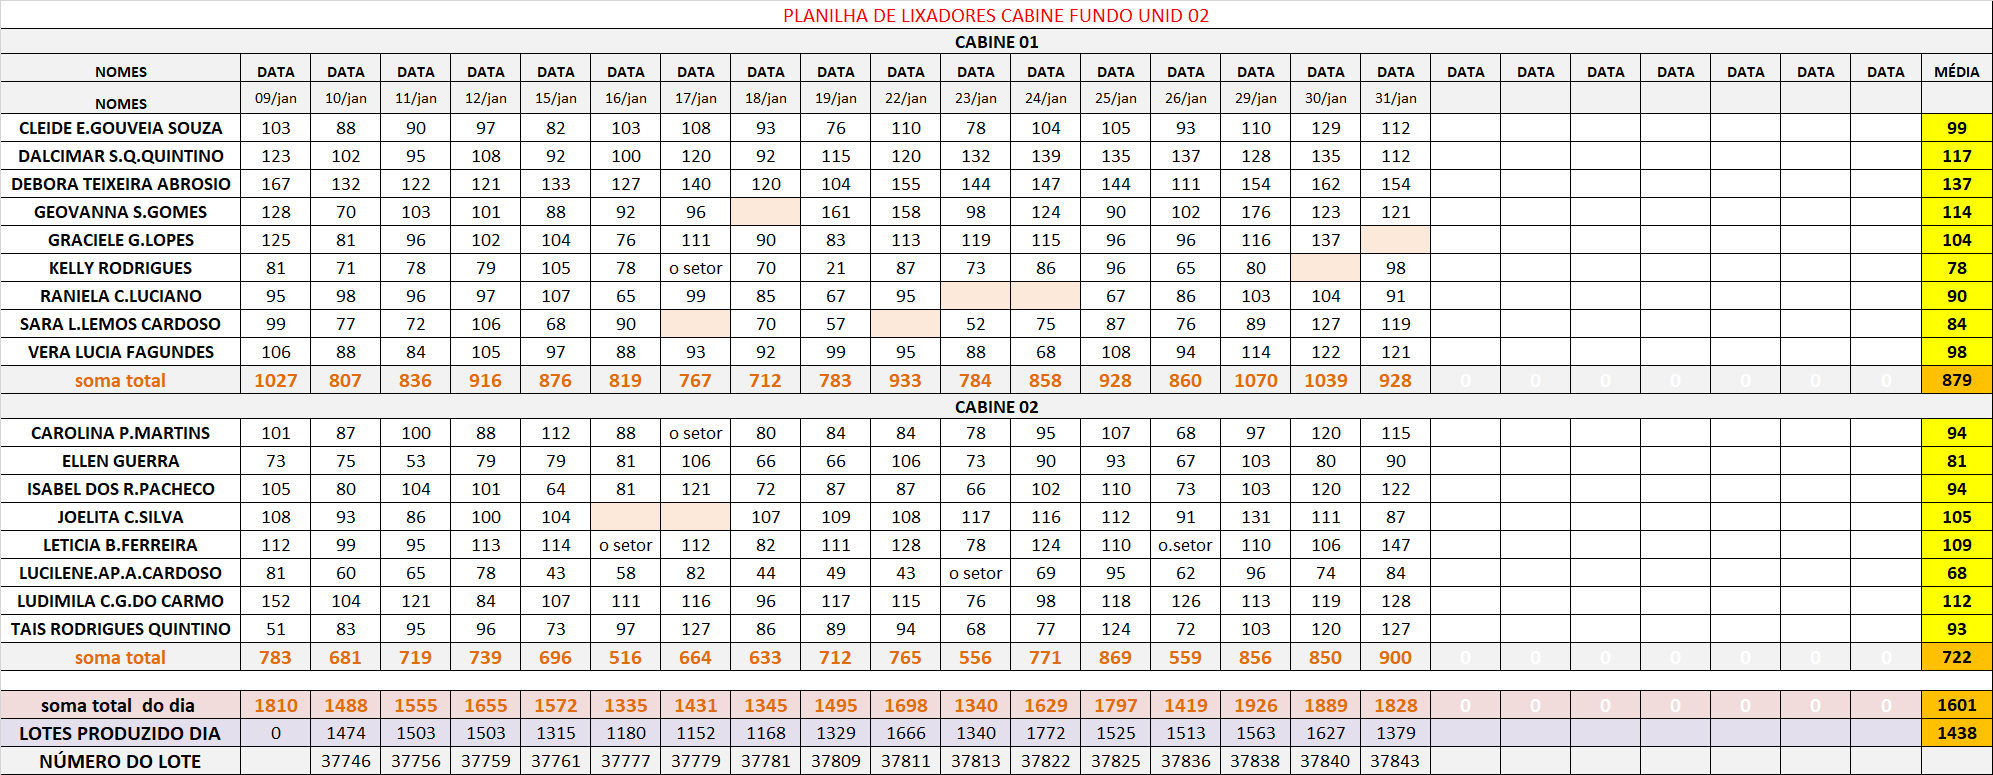 PLANILHA DE LIXADORES CABINE FUNDO UNID 02
CABINE 01
NOMES DATA DATA DATA DATA DATA DATA DATA DATA DATA DATA DATA DATA DATA DATA DATA DATA DATA DATA DATA DATA DATA DATA DATA DATA MÉDIA
NOMES 09/jan 10/jan 11/jan 12/jan 15/jan 16/jan 17/jan 18/jan 19/jan 22/jan 23/jan 24/jan 25/jan 26/jan 29/jan 30/jan 31/jan
CLEIDE E.GOUVEIA SOUZA 103 88 90 97 82 103 108 93 76 110 78 104 105 93 110 129 112 99
DALCIMAR S.Q.QUINTINO 123 102 95 108 92 100 120 92 115 120 132 139 135 137 128 135 112 117
DEBORA TEIXEIRA ABROSIO 167 132 122 121 133 127 140 120 104 155 144 147 144 111 154 162 154 137
GEOVANNA S.GOMES 128 70 103 101 88 92 96 161 158 98 124 90 102 176 123 121 114
GRACIELE G.LOPES 125 81 96 102 104 76 111 90 83 113 119 115 96 96 116 137 104
KELLY RODRIGUES 81 71 78 79 105 78 o setor 70 21 87 73 86 96 65 80 98 78
RANIELA C.LUCIANO 95 98 96 97 107 65 99 85 67 95 67 86 103 104 91 90
SARA L.LEMOS CARDOSO 99 77 72 106 68 90 70 57 52 75 87 76 89 127 119 84
VERA LUCIA FAGUNDES 106 88 84 105 97 88 93 92 99 95 88 68 108 94 114 122 121 98
soma total 1027 807 836 916 876 819 767 712 783 933 784 858 928 860 1070 1039 928 0 0 0 0 0 0 0 879
CABINE 02
CAROLINA P.MARTINS 101 87 100 88 112 88 o setor 80 84 84 78 95 107 68 97 120 115 94
ELLEN GUERRA 73 75 53 79 79 81 106 66 66 106 73 90 93 67 103 80 90 81
ISABEL DOS R.PACHECO 105 80 104 101 64 81 121 72 87 87 66 102 110 73 103 120 122 94
JOELITA C.SILVA 108 93 86 100 104 107 109 108 117 116 112 91 131 111 87 105
LETICIA B.FERREIRA 112 99 95 113 114 o setor 112 82 111 128 78 124 110 o.setor 110 106 147 109
LUCILENE.AP.A.CARDOSO 81 60 65 78 43 58 82 44 49 43 o setor 69 95 62 96 74 84 68
LUDIMILA C.G.DO CARMO 152 104 121 84 107 111 116 96 117 115 76 98 118 126 113 119 128 112
TAIS RODRIGUES QUINTINO 51 83 95 96 73 97 127 86 89 94 68 77 124 72 103 120 127 93
soma total 783 681 719 739 696 516 664 633 712 765 556 771 869 559 856 850 900 0 0 0 0 0 0 0 722
soma total do dia 1810 1488 1555 1655 1572 1335 1431 1345 1495 1698 1340 1629 1797 1419 1926 1889 1828 0 0 0 0 0 0 0 1601
LOTES PRODUZIDO DIA 0 1474 1503 1503 1315 1180 1152 1168 1329 1666 1340 1772 1525 1513 1563 1627 1379 1438
NÚMERO DO LOTE 37746 37756 37759 37761 37777 37779 37781 37809 37811 37813 37822 37825 37836 37838 37840 37843